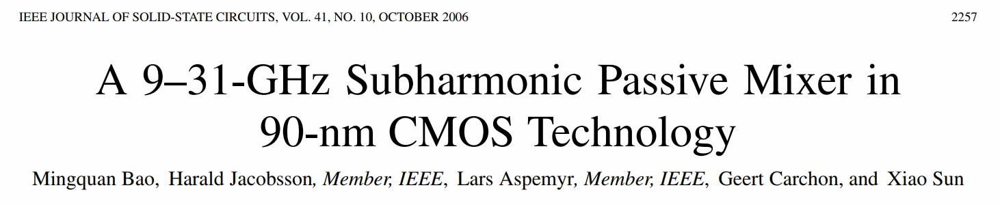 IEEE JOURNAL OF SOLID-STATE CIRCUITS, VOL. 41, NO. 10, OCTOBER 2006 2257
A 9–31-GHz Subharmonic Passive Mixer in
90-nm CMOS Technology
Mingquan Bao, Harald Jacobsson, Member, IEEE, Lars Aspemyr, Member, IEEE, Geert Carchon, and Xiao Sun